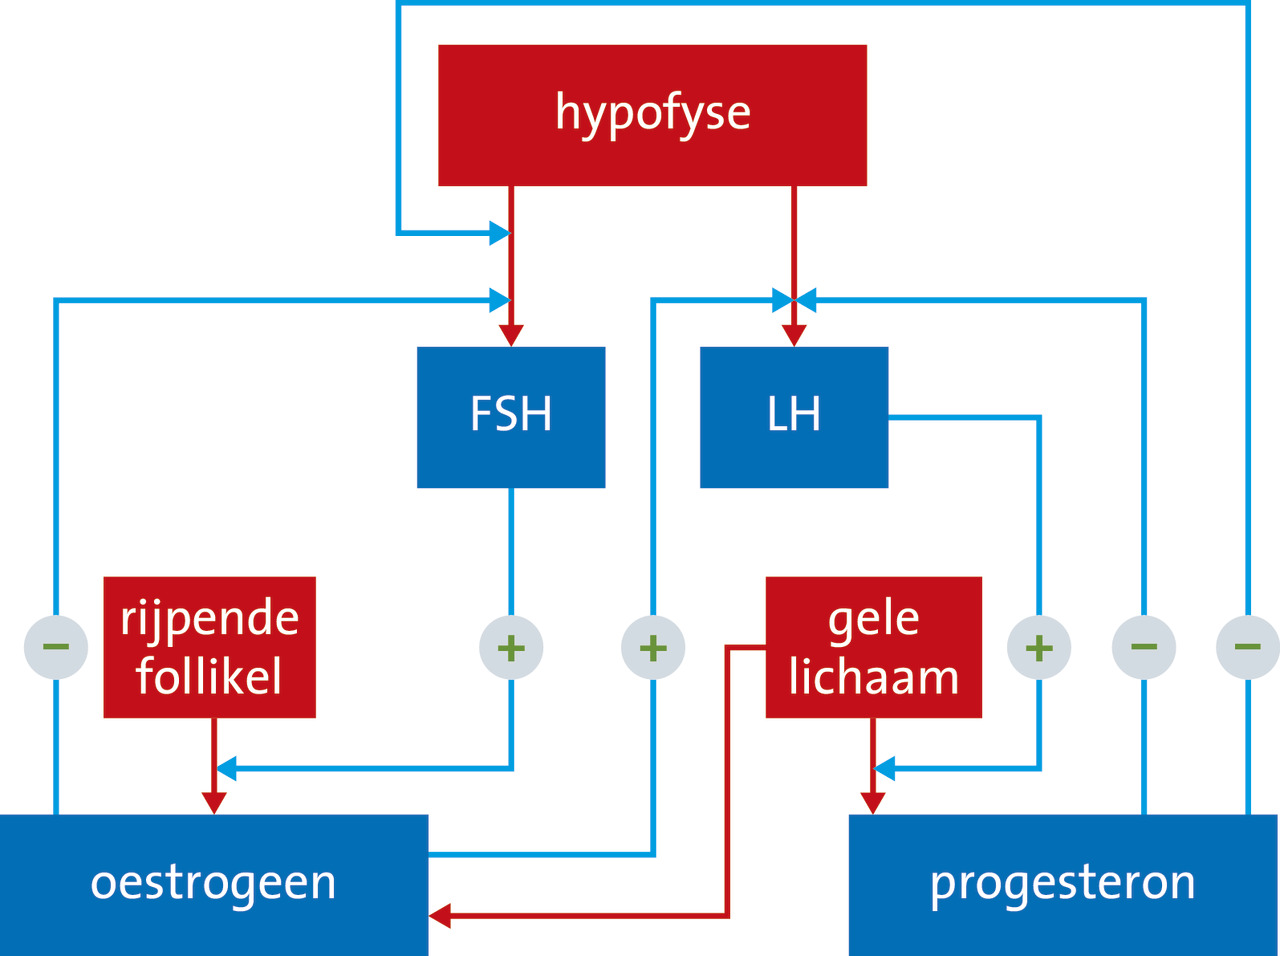 hypofyse
FSH
LH
rijpende
follikel
gele
lichaam
−
+
+
+
−
−
oestrogeen
progesteron